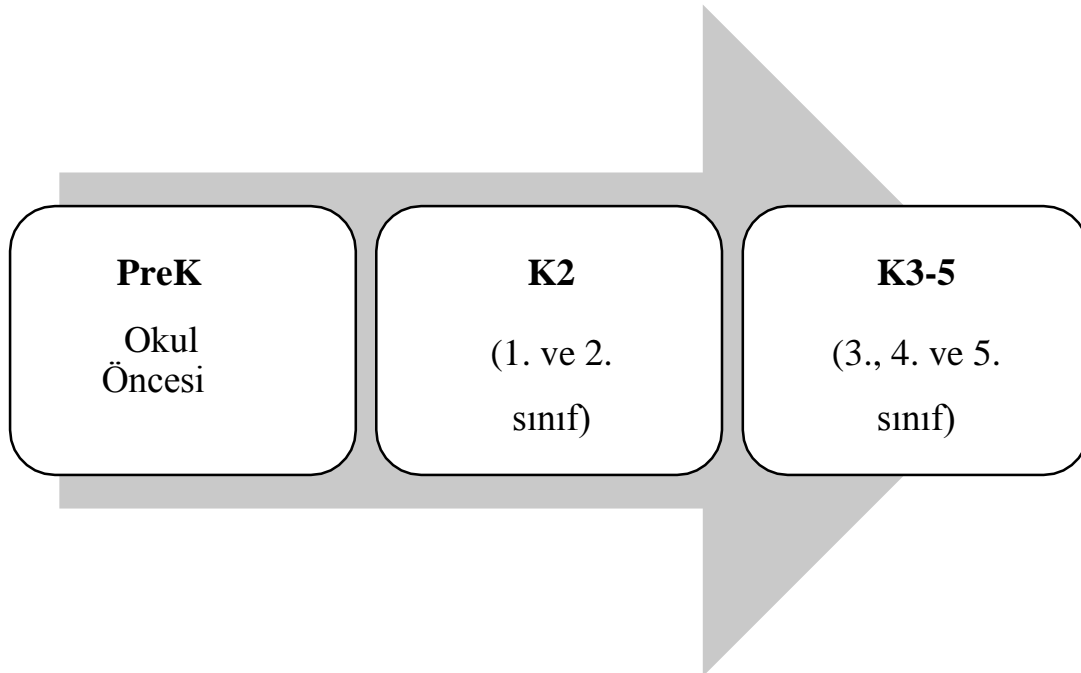 PreK
Okul
Öncesi
K2
(1. ve 2.
sınıf)
K3-5
(3., 4. ve 5.
sınıf)